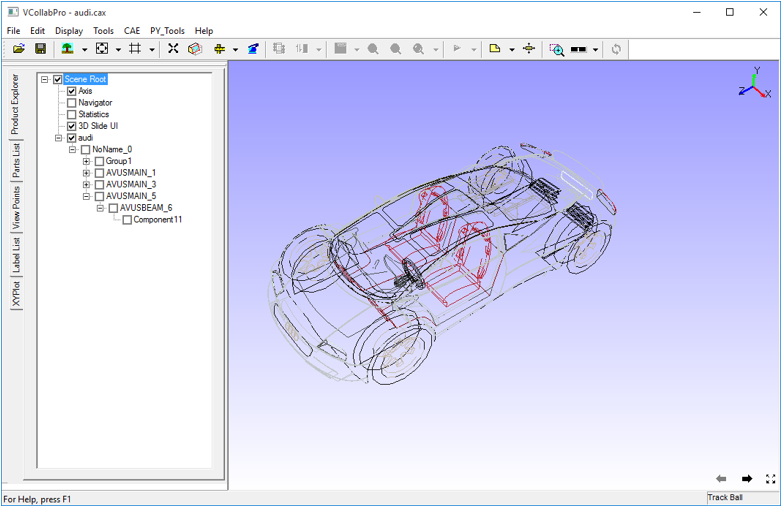 VCollabPro - audi.cax
File Edit Display Tools CAE PY_Tools Help
Product Explorer
Parts List
View Points
Label List
XYPlot
Scene Root
Axis
Navigator
Statistics
3D Slide UI
audi
NoName_0
Group1
AVUSMAIN_1
AVUSMAIN_3
AVUSMAIN_5
AVUSBEAM_6
Component11
Y
Z
X
For Help, press F1
Track Ball